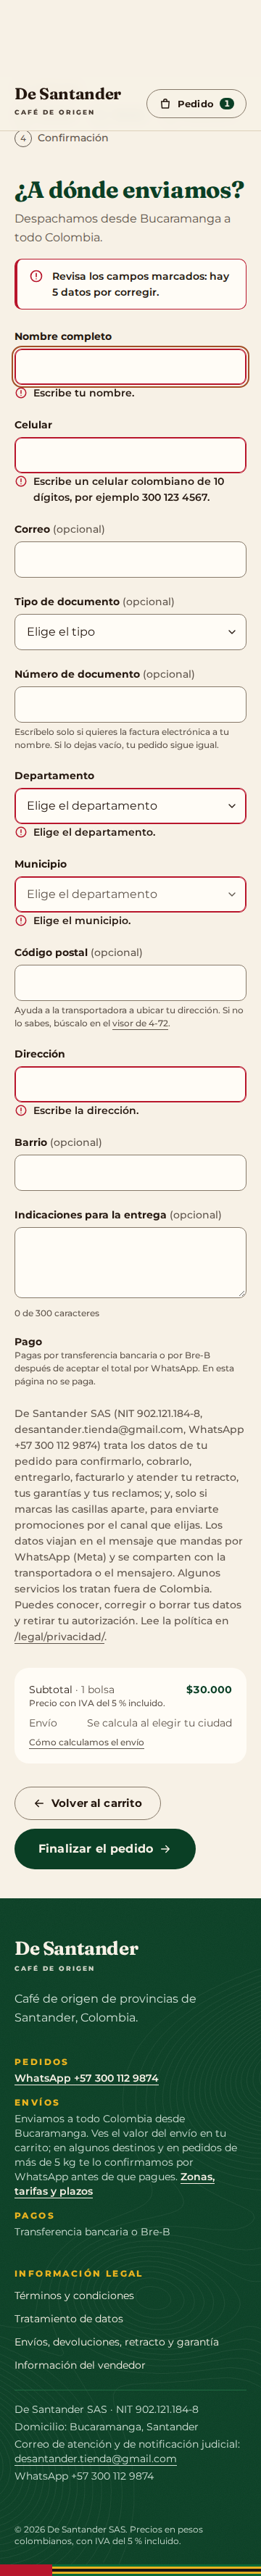 De Santander
CAFÉ DE ORIGEN
Pedido 1
4 Confirmación
¿A dónde enviamos?
Despachamos desde Bucaramanga a
todo Colombia.
Revisa los campos marcados: hay
5 datos por corregir.
Nombre completo
Escribe tu nombre.
Celular
Escribe un celular colombiano de 10
dígitos, por ejemplo 300 123 4567.
Correo (opcional)
Tipo de documento (opcional)
Elige el tipo
Número de documento (opcional)
Escríbelo solo si quieres la factura electrónica a tu
nombre. Si lo dejas vacío, tu pedido sigue igual.
Departamento
Elige el departamento
Elige el departamento.
Municipio
Elige el departamento
Elige el municipio.
Código postal (opcional)
Ayuda a la transportadora a ubicar tu dirección. Si no
lo sabes, búscalo en el visor de 4-72.
Dirección
Escribe la dirección.
Barrio (opcional)
Indicaciones para la entrega (opcional)
0 de 300 caracteres
Pago
Pagas por transferencia bancaria o por Bre-B
después de aceptar el total por WhatsApp. En esta
página no se paga.
De Santander SAS (NIT 902.121.184-8,
desantander.tienda@gmail.com, WhatsApp
+57 300 112 9874) trata los datos de tu
pedido para confirmarlo, cobrarlo,
entregarlo, facturarlo y atender tu retracto,
tus garantías y tus reclamos; y, solo si
marcas las casillas aparte, para enviarte
promociones por el canal que elijas. Los
datos viajan en el mensaje que mandas por
WhatsApp (Meta) y se comparten con la
transportadora o el mensajero. Algunos
servicios los tratan fuera de Colombia.
Puedes conocer, corregir o borrar tus datos
y retirar tu autorización. Lee la política en
/legal/privacidad/.
Subtotal · 1 bolsa $30.000
Precio con IVA del 5 % incluido.
Envío Se calcula al elegir tu ciudad
Cómo calculamos el envío
← Volver al carrito
Finalizar el pedido →
De Santander
CAFÉ DE ORIGEN
Café de origen de provincias de
Santander, Colombia.
PEDIDOS
WhatsApp +57 300 112 9874
ENVÍOS
Enviamos a todo Colombia desde
Bucaramanga. Ves el valor del envío en tu
carrito; en algunos destinos y en pedidos de
más de 5 kg te lo confirmamos por
WhatsApp antes de que pagues. Zonas,
tarifas y plazos
PAGOS
Transferencia bancaria o Bre-B
INFORMACIÓN LEGAL
Términos y condiciones
Tratamiento de datos
Envíos, devoluciones, retracto y garantía
Información del vendedor
De Santander SAS · NIT 902.121.184-8
Domicilio: Bucaramanga, Santander
Correo de atención y de notificación judicial:
desantander.tienda@gmail.com
WhatsApp +57 300 112 9874
© 2026 De Santander SAS. Precios en pesos
colombianos, con IVA del 5 % incluido.